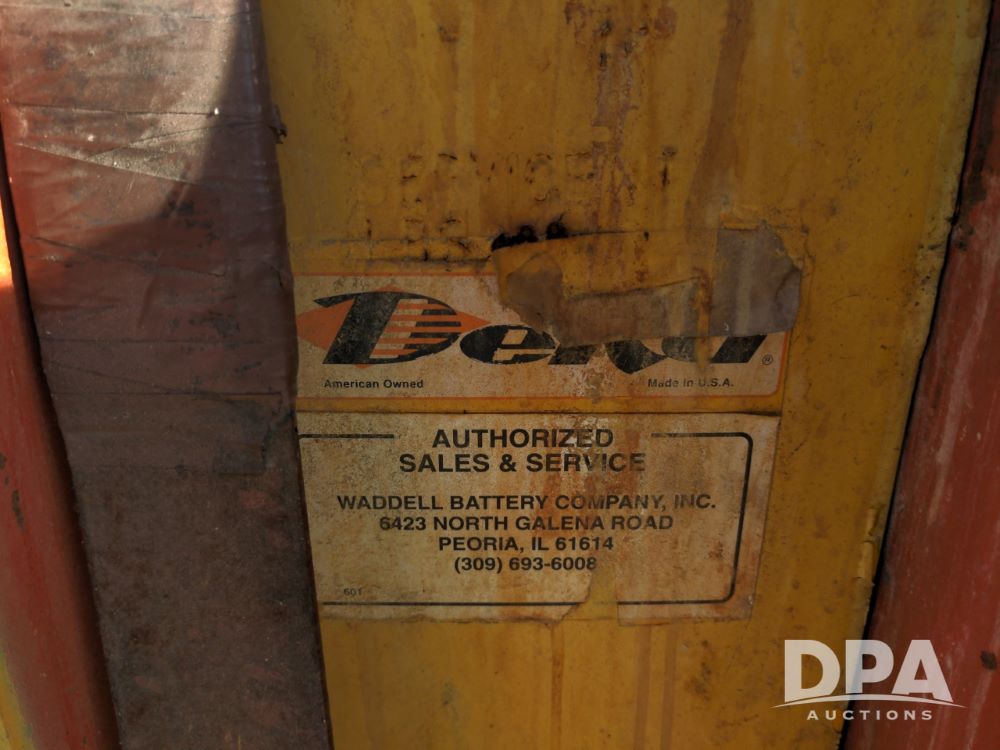 SERVICE
Deka
®
American Owned
Made in U.S.A.
AUTHORIZED
SALES & SERVICE
WADDELL BATTERY COMPANY, INC.
6423 NORTH GALENA ROAD
PEORIA, IL 61614
(309) 693-6008
601
DPA
AUCTIONS